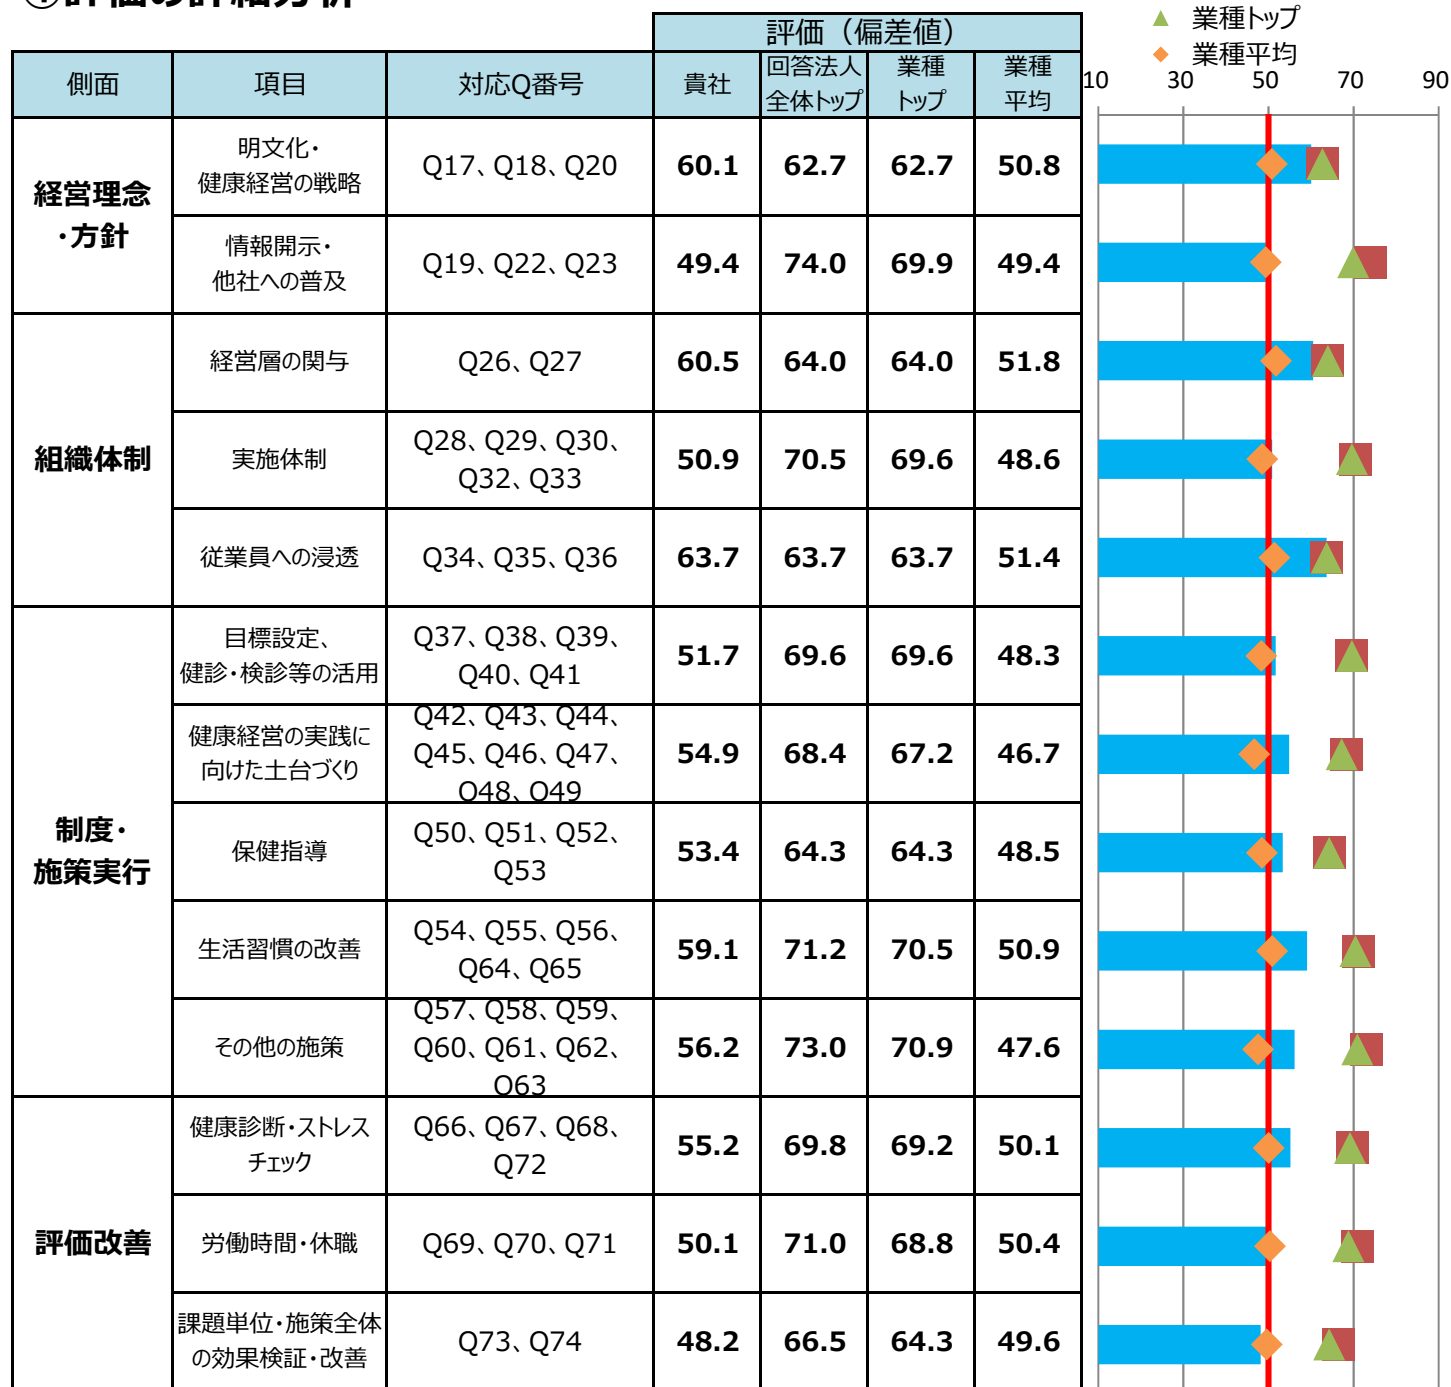 ①評価の詳細分析
業種トップ
業種平均
評価（偏差値）
側面 項目 対応Q番号 貴社 回答法人 業種 業種
全体トップ トップ 平均
10 30 50 70 90
経営理念
・方針
明文化・
健康経営の戦略
Q17、Q18、Q20
60.1 62.7 62.7 50.8
情報開示・
他社への普及
Q19、Q22、Q23
49.4 74.0 69.9 49.4
組織体制
経営層の関与
Q26、Q27
60.5 64.0 64.0 51.8
実施体制
Q28、Q29、Q30、
Q32、Q33
50.9 70.5 69.6 48.6
従業員への浸透
Q34、Q35、Q36
63.7 63.7 63.7 51.4
制度・
施策実行
目標設定、
健診・検診等の活用
Q37、Q38、Q39、
Q40、Q41
51.7 69.6 69.6 48.3
健康経営の実践に
向けた土台づくり
Q42、Q43、Q44、
Q45、Q46、Q47、
Q48、Q49
54.9 68.4 67.2 46.7
保健指導
Q50、Q51、Q52、
Q53
53.4 64.3 64.3 48.5
生活習慣の改善
Q54、Q55、Q56、
Q64、Q65
59.1 71.2 70.5 50.9
その他の施策
Q57、Q58、Q59、
Q60、Q61、Q62、
Q63
56.2 73.0 70.9 47.6
評価改善
健康診断・ストレス
チェック
Q66、Q67、Q68、
Q72
55.2 69.8 69.2 50.1
労働時間・休職
Q69、Q70、Q71
50.1 71.0 68.8 50.4
課題単位・施策全体
の効果検証・改善
Q73、Q74
48.2 66.5 64.3 49.6